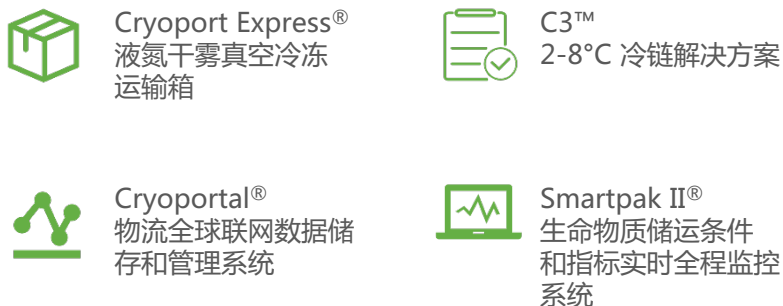 Cryoport Express®
液氮干雾真空冷冻
运输箱
C3™
2-8°C 冷链解决方案
Cryoportal®
物流全球联网数据储
存和管理系统
Smartpak II®
生命物质储运条件
和指标实时全程监控
系统